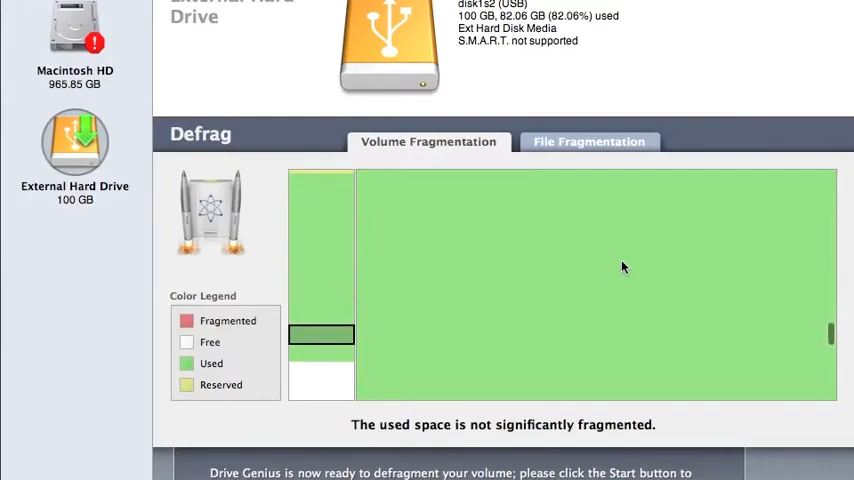 External Hard
Drive
disk1s2 (USB)
100 GB, 82.06 GB (82.06%) used
Ext Hard Disk Media
S.M.A.R.T. not supported
Macintosh HD
965.85 GB
External Hard Drive
100 GB
Defrag
Volume Fragmentation
File Fragmentation
Color Legend
Fragmented
Free
Used
Reserved
The used space is not significantly fragmented.
Drive Genius is now ready to defragment your volume; please click the Start button to